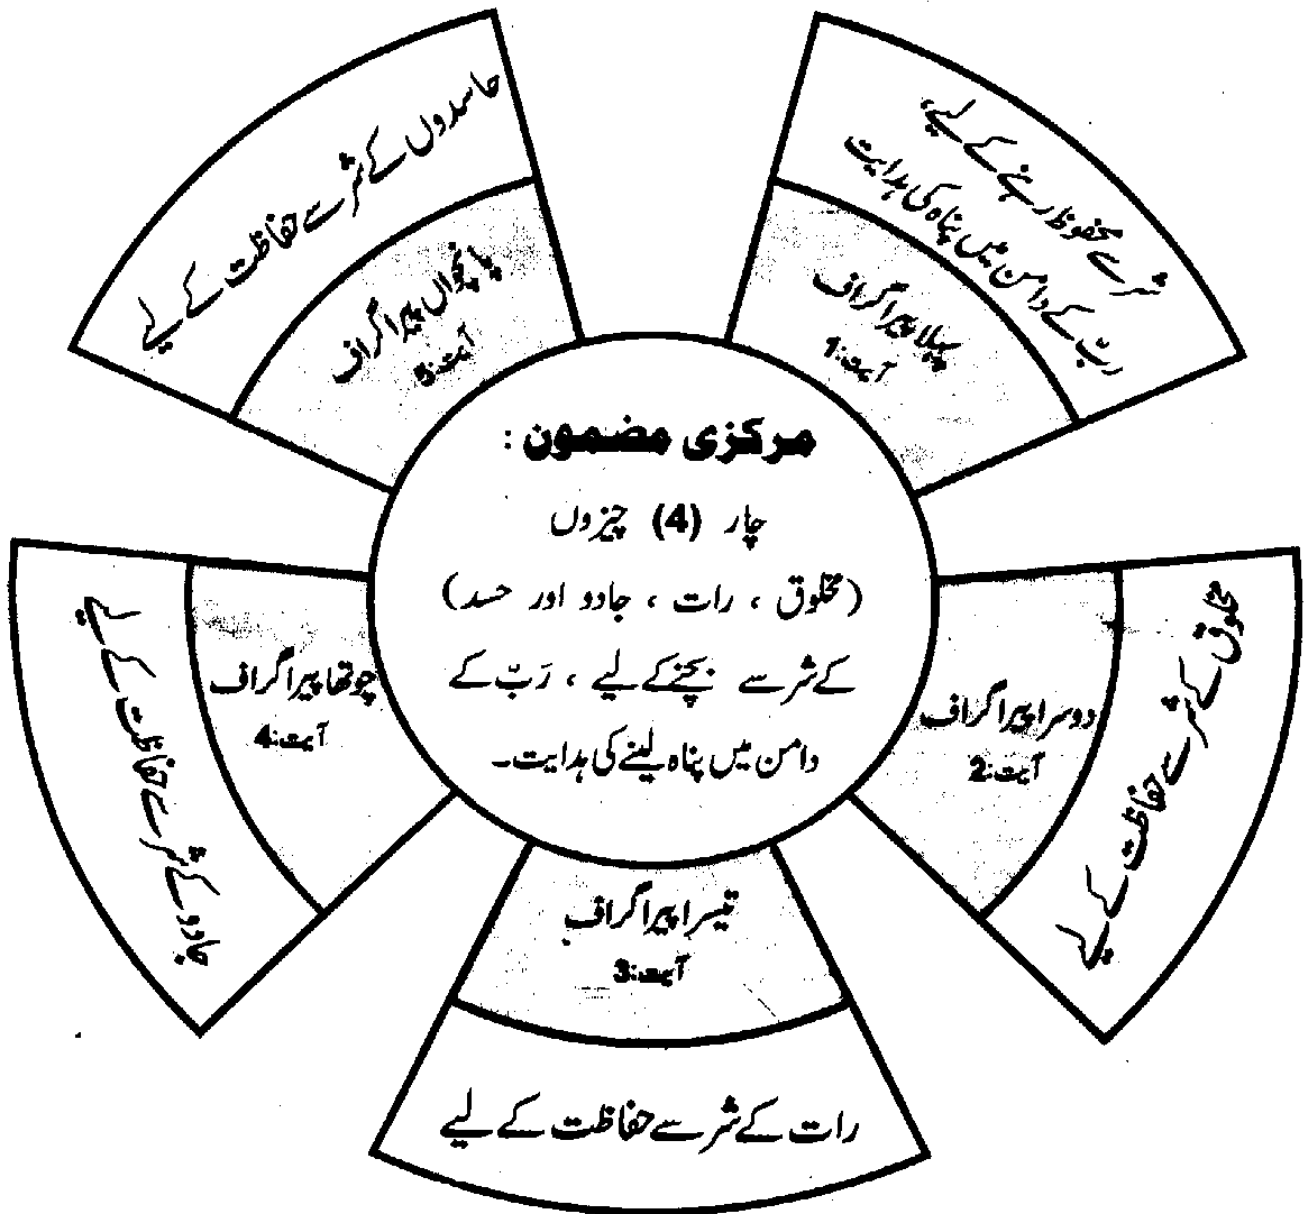 مرکزی مضمون :
چار (4) چیزوں
(مخلوق ، رات ، جادو اور حسد)
کے شر سے بچنے کے لیے ، رَبّ کے
دامن میں پناہ لینے کی ہدایت۔
شر سے محفوظ رہنے کے لیے،
ربّ کے دامن میں پناہ کی ہدایت
پہلا پیراگراف
آیت:1
مخلوق کے شر سے حفاظت کے لیے
دوسرا پیراگراف
آیت:2
تیسرا پیراگراف
آیت:3
رات کے شر سے حفاظت کے لیے
جادو کے شر سے حفاظت کے لیے
چوتھا پیراگراف
آیت:4
حاسدوں کے شر سے حفاظت کے لیے
پانچواں پیراگراف
آیت:5